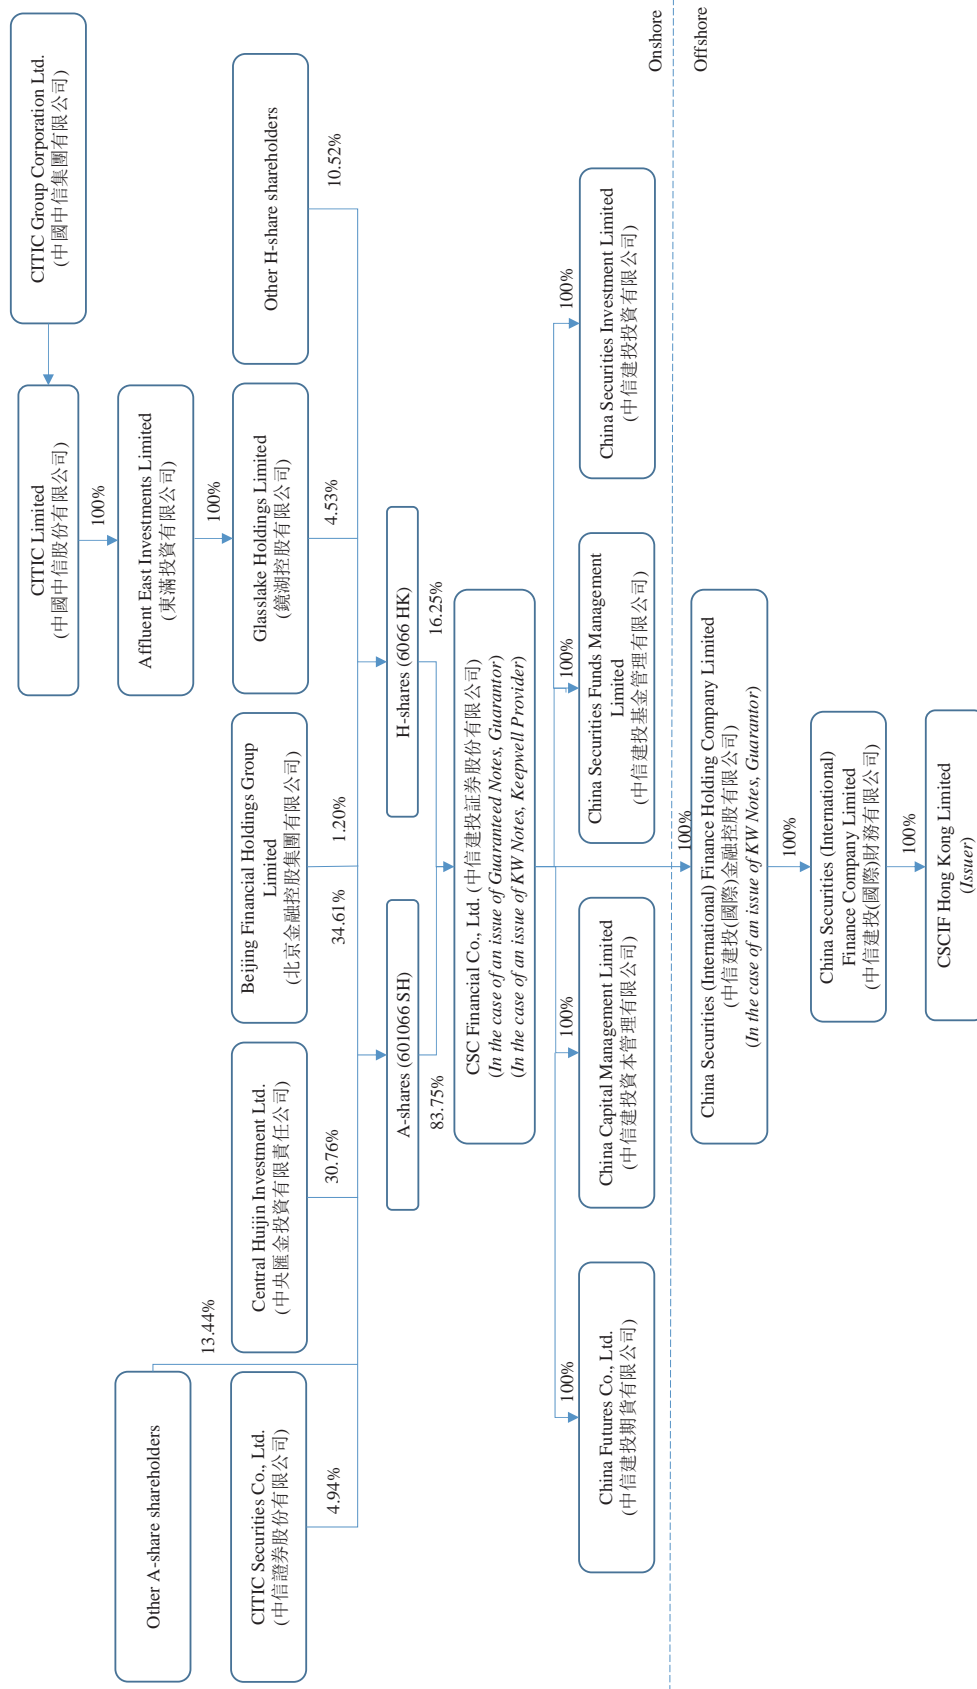 CITIC Group Corporation Ltd.
(中國中信集團有限公司)
CITIC Limited
(中國中信股份有限公司)
100%
Other A-share shareholders
Affluent East Investments Limited
(東滿投資有限公司)
13.44%
100%
CITIC Securities Co., Ltd.
(中信證券股份有限公司)
Central Huijin Investment Ltd.
(中央匯金投資有限責任公司)
Beijing Financial Holdings Group
Limited
(北京金融控股集團有限公司)
Glasslake Holdings Limited
(鏡湖控股有限公司)
Other H-share shareholders
4.94%
30.76%
34.61%
1.20%
4.53%
10.52%
A-shares (601066 SH)
H-shares (6066 HK)
83.75%
16.25%
CSC Financial Co., Ltd. (中信建投証券股份有限公司)
(In the case of an issue of Guaranteed Notes, Guarantor)
(In the case of an issue of KW Notes, Keepwell Provider)
100%
100%
100%
100%
China Futures Co., Ltd.
(中信建投期貨有限公司)
China Capital Management Limited
(中信建投資本管理有限公司)
China Securities Funds Management
Limited
(中信建投基金管理有限公司)
China Securities Investment Limited
(中信建投投資有限公司)
Onshore
100%
Offshore
China Securities (International) Finance Holding Company Limited
(中信建投(國際)金融控股有限公司)
(In the case of an issue of KW Notes, Guarantor)
100%
China Securities (International)
Finance Company Limited
(中信建投(國際)財務有限公司)
100%
CSCIF Hong Kong Limited
(Issuer)